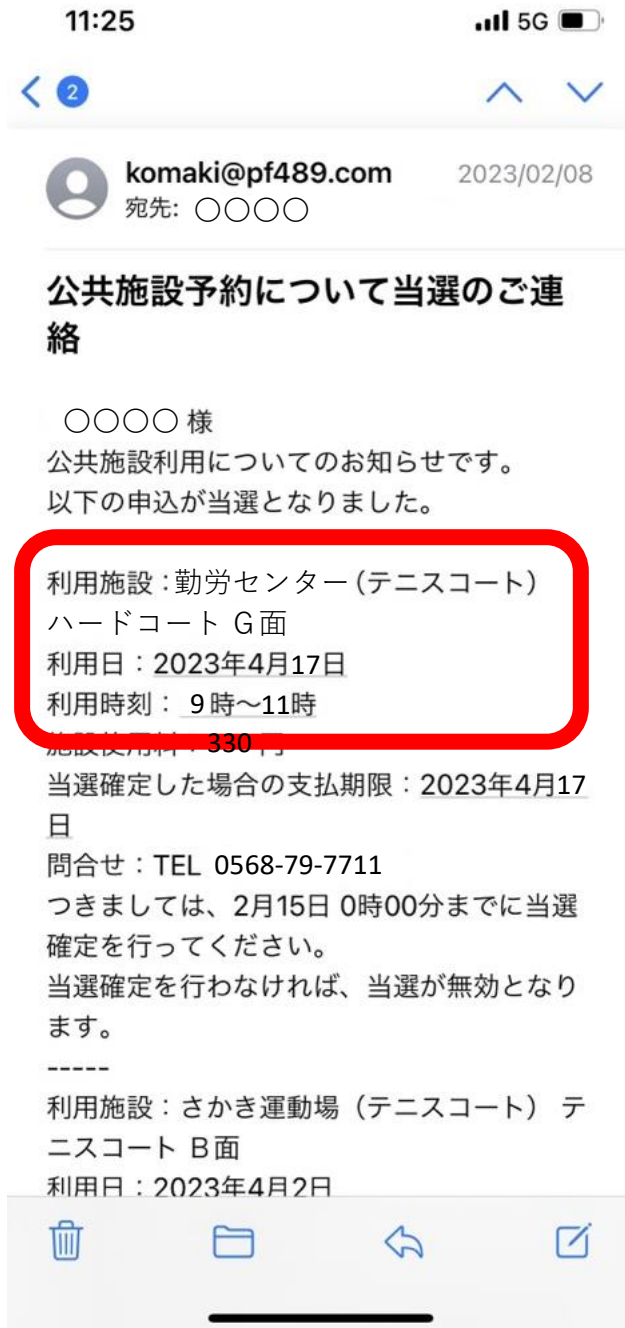 11:25
5G
2
komaki@pf489.com 2023/02/08
宛先: 〇〇〇〇
公共施設予約について当選のご連
絡
〇〇〇〇 様
公共施設利用についてのお知らせです。
以下の申込が当選となりました。
利用施設：勤労センター（テニスコート）
ハードコート G面
利用日：2023年4月17日
利用時刻： 9時～11時
施設使用料：330 円
当選確定した場合の支払期限：2023年4月17
日
問合せ：TEL 0568-79-7711
つきましては、2月15日 0時00分までに当選
確定を行ってください。
当選確定を行わなければ、当選が無効となり
ます。
-----
利用施設：さかき運動場（テニスコート） テ
ニスコート B面
利用日：2023年4月2日